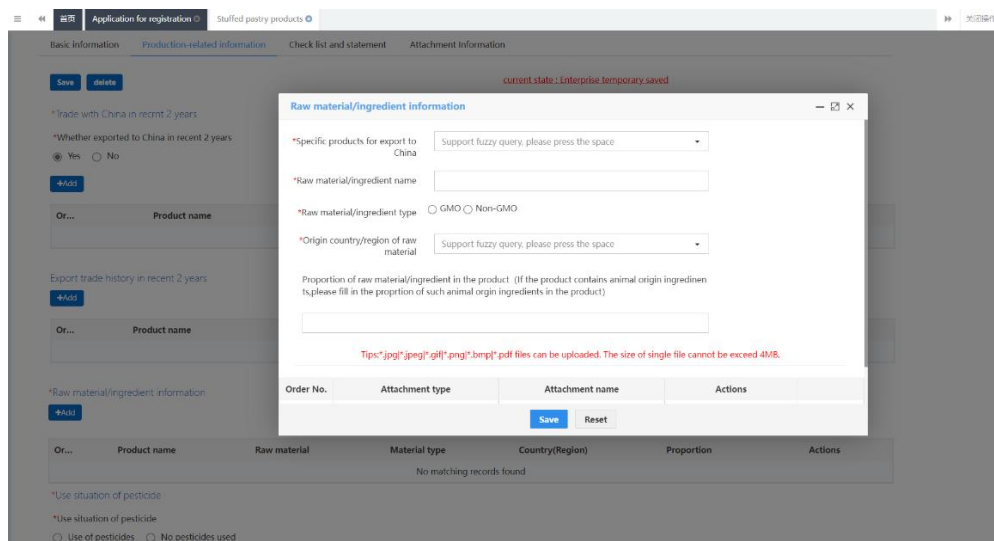 首页
Application for registration
Stuffed pastry products
关闭操作
Basic information
Production-related information
Check list and statement
Attachment Information
Save
delete
current state : Enterprise temporary saved
*Trade with China in recrnt 2 years
*Whether exported to China in recent 2 years
Yes
No
+Add
Or...
Product name
Export trade history in recent 2 years
+Add
Or...
Product name
*Raw material/ingredient information
+Add
Raw material/ingredient information
*Specific products for export to
China
Support fuzzy query, please press the space
*Raw material/ingredient name
*Raw material/ingredient type
GMO
Non-GMO
*Origin country/region of raw
material
Support fuzzy query, please press the space
Proportion of raw material/ingredient in the product (If the product contains animal origin ingredinen
ts,please fill in the proprtion of such animal orgin ingredients in the product)
Tips:*.jpg|*.jpeg|*.gif|*.png|*.bmp|*.pdf files can be uploaded. The size of single file cannot be exceed 4MB.
Order No.
Attachment type
Attachment name
Actions
Save
Reset
Or...
Product name
Raw material
Material type
Country(Region)
Proportion
Actions
No matching records found
*Use situation of pesticide
*Use situation of pesticide
Use of pesticides
No pesticides used